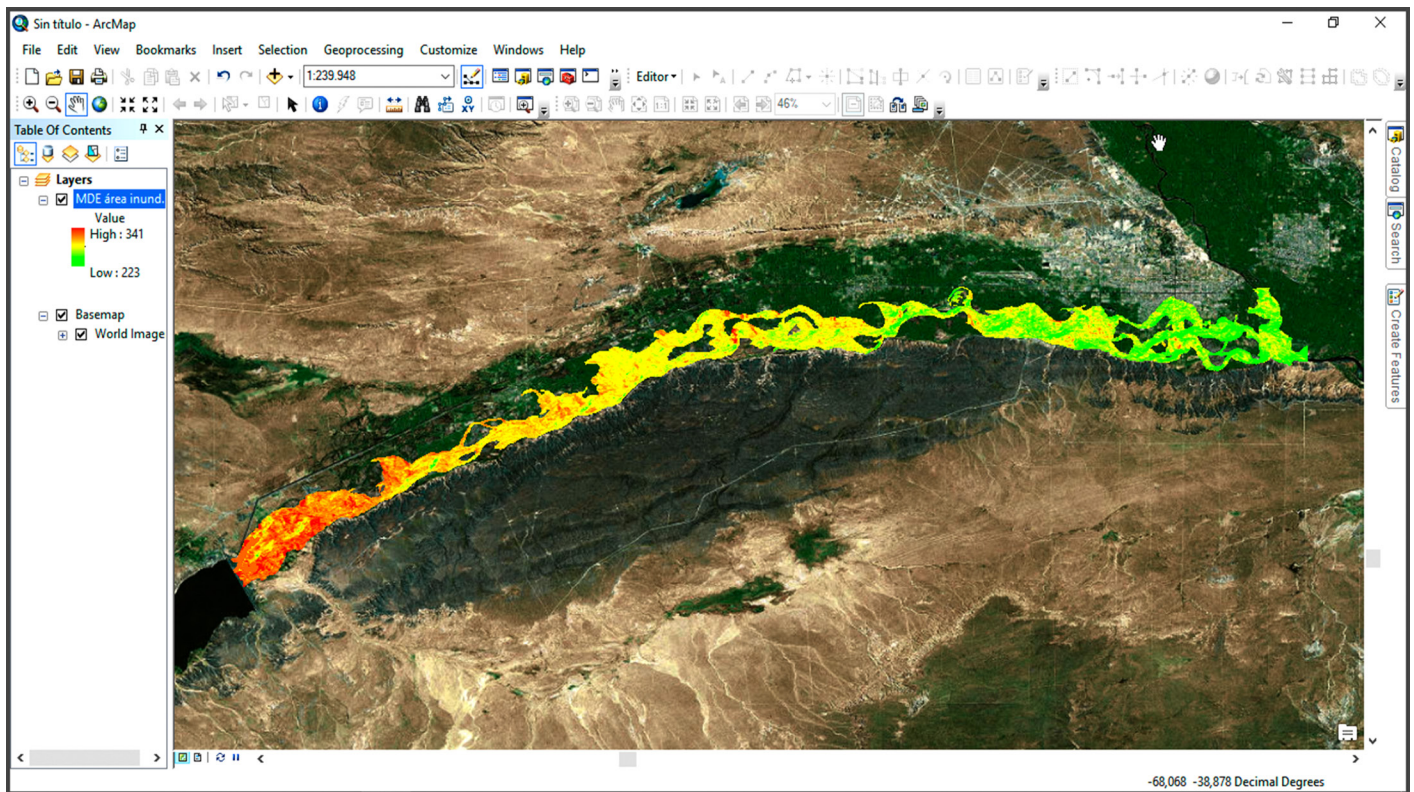 Sin título - ArcMap
File Edit View Bookmarks Insert Selection Geoprocessing Customize Windows Help
1:239.948
Editor
XY
46%
Table Of Contents
Layers
MDE área inund.
Value
High : 341
Low : 223
Basemap
World Image
Catalog
Search
Create Features
-68,068 -38,878 Decimal Degrees